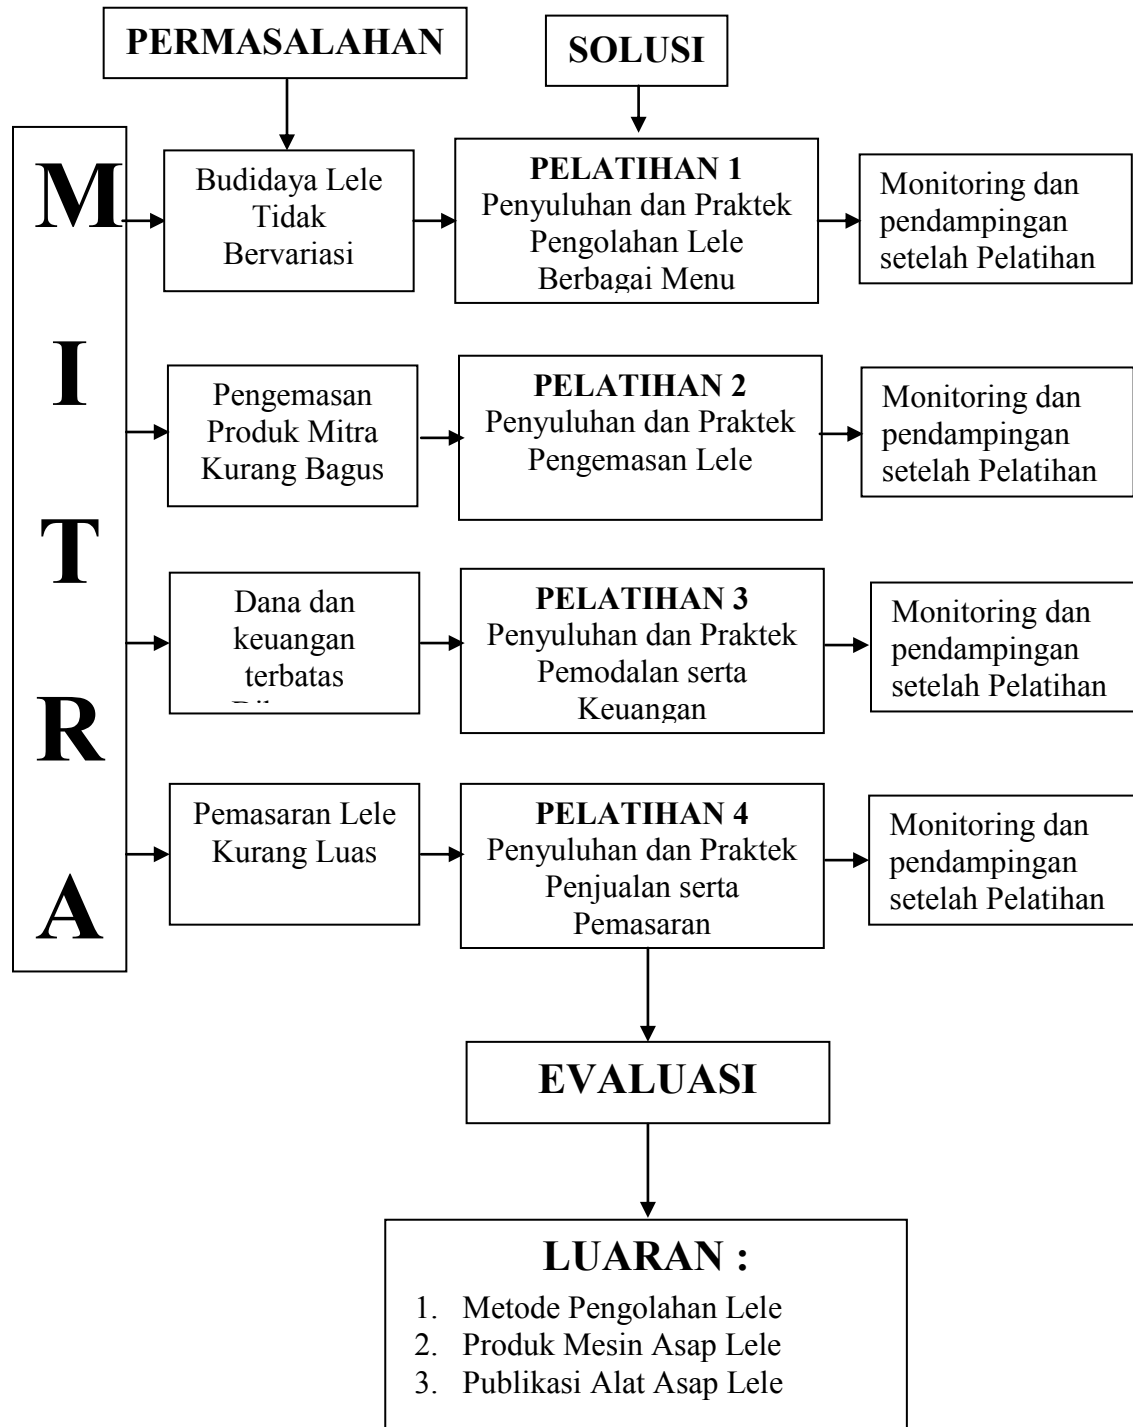 PERMASALAHAN
SOLUSI
MITRA
Budidaya Lele
Tidak
Bervariasi
PELATIHAN 1
Penyuluhan dan Praktek
Pengolahan Lele
Berbagai Menu
Monitoring dan
pendampingan
setelah Pelatihan
Pengemasan
Produk Mitra
Kurang Bagus
PELATIHAN 2
Penyuluhan dan Praktek
Pengemasan Lele
Monitoring dan
pendampingan
setelah Pelatihan
Dana dan
keuangan
terbatas
PELATIHAN 3
Penyuluhan dan Praktek
Pemodalan serta
Keuangan
Monitoring dan
pendampingan
setelah Pelatihan
Pemasaran Lele
Kurang Luas
PELATIHAN 4
Penyuluhan dan Praktek
Penjualan serta
Pemasaran
Monitoring dan
pendampingan
setelah Pelatihan
EVALUASI
LUARAN :
1. Metode Pengolahan Lele
2. Produk Mesin Asap Lele
3. Publikasi Alat Asap Lele